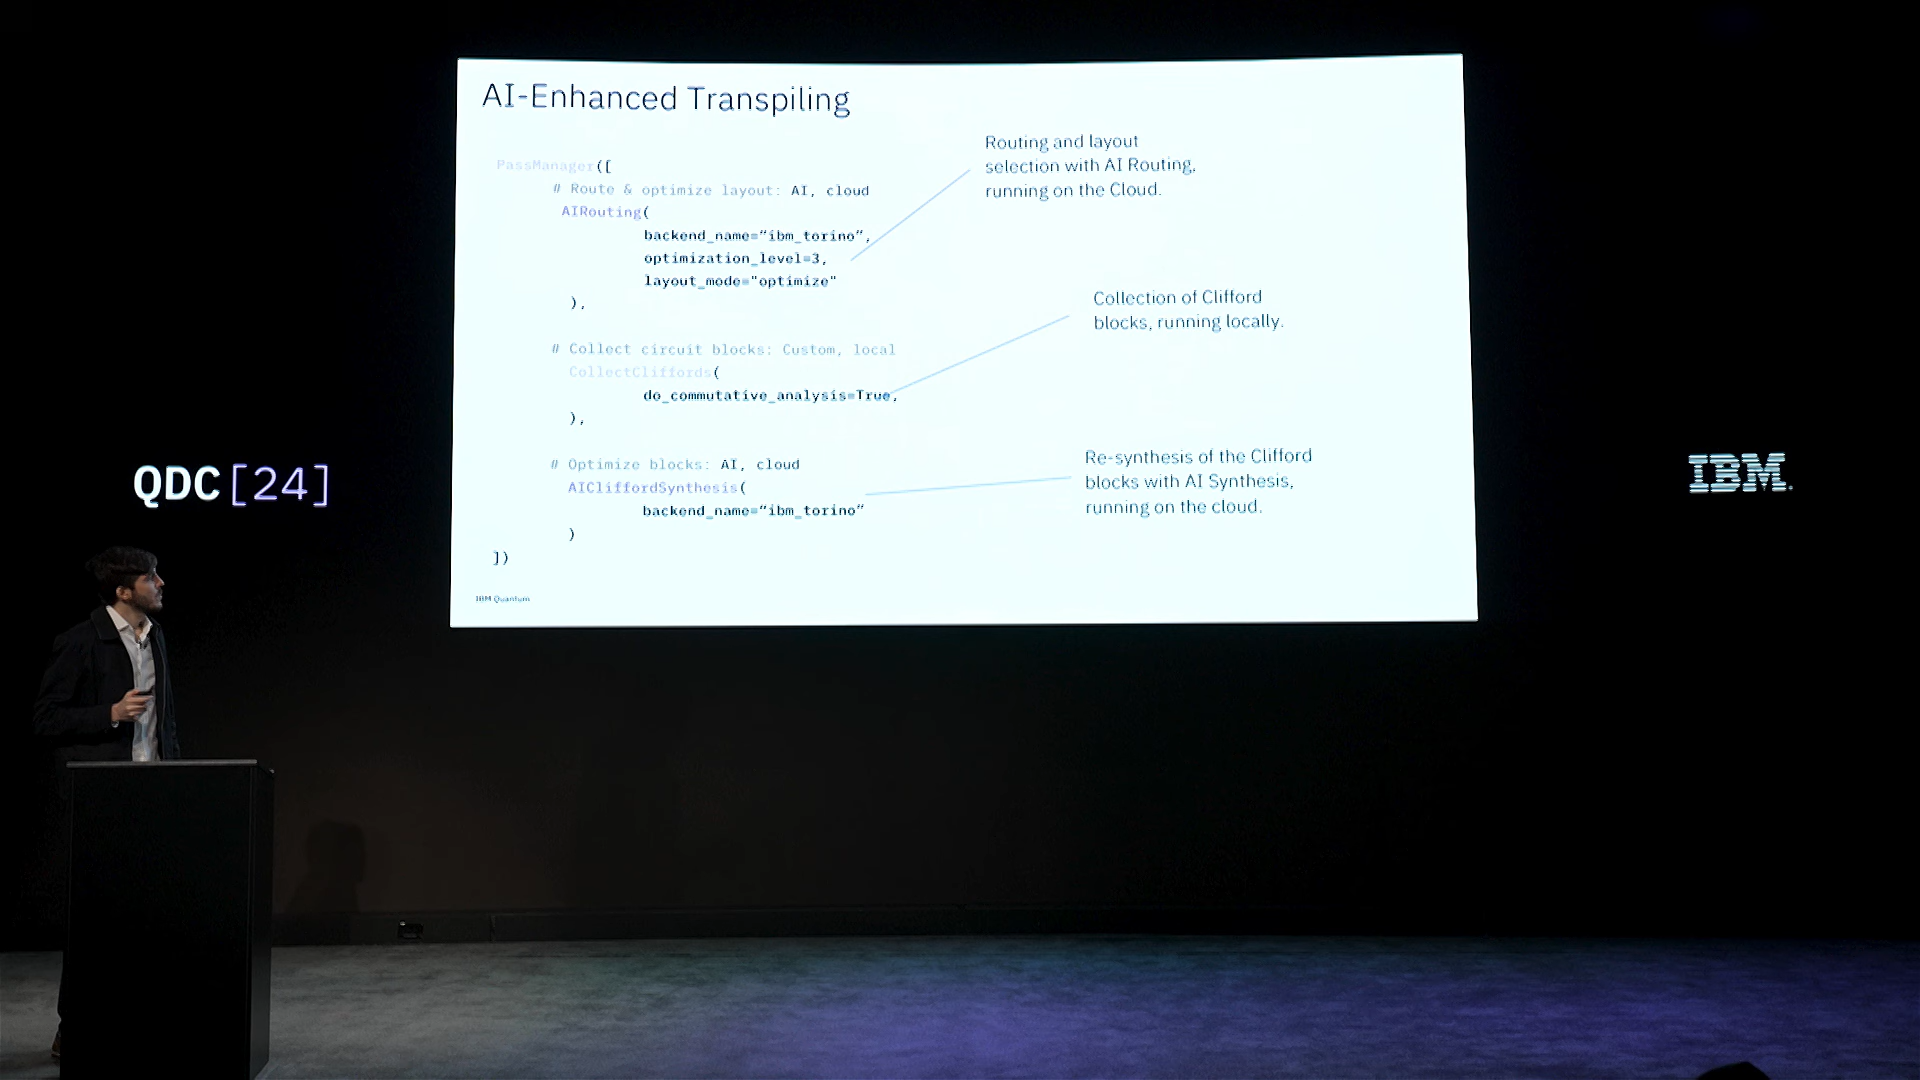 AI-Enhanced Transpiling
PassManager([
# Route & optimize layout: AI, cloud
AIRouting(
backend_name=“ibm_torino”,
optimization_level=3,
layout_mode="optimize"
),
# Collect circuit blocks: Custom, local
CollectCliffords(
do_commutative_analysis=True,
),
# Optimize blocks: AI, cloud
AICliffordSynthesis(
backend_name=“ibm_torino”
)
])
IBM Quantum
Routing and layout
selection with AI Routing,
running on the Cloud.
Collection of Clifford
blocks, running locally.
Re-synthesis of the Clifford
blocks with AI Synthesis,
running on the cloud.
QDC[24]
IBM